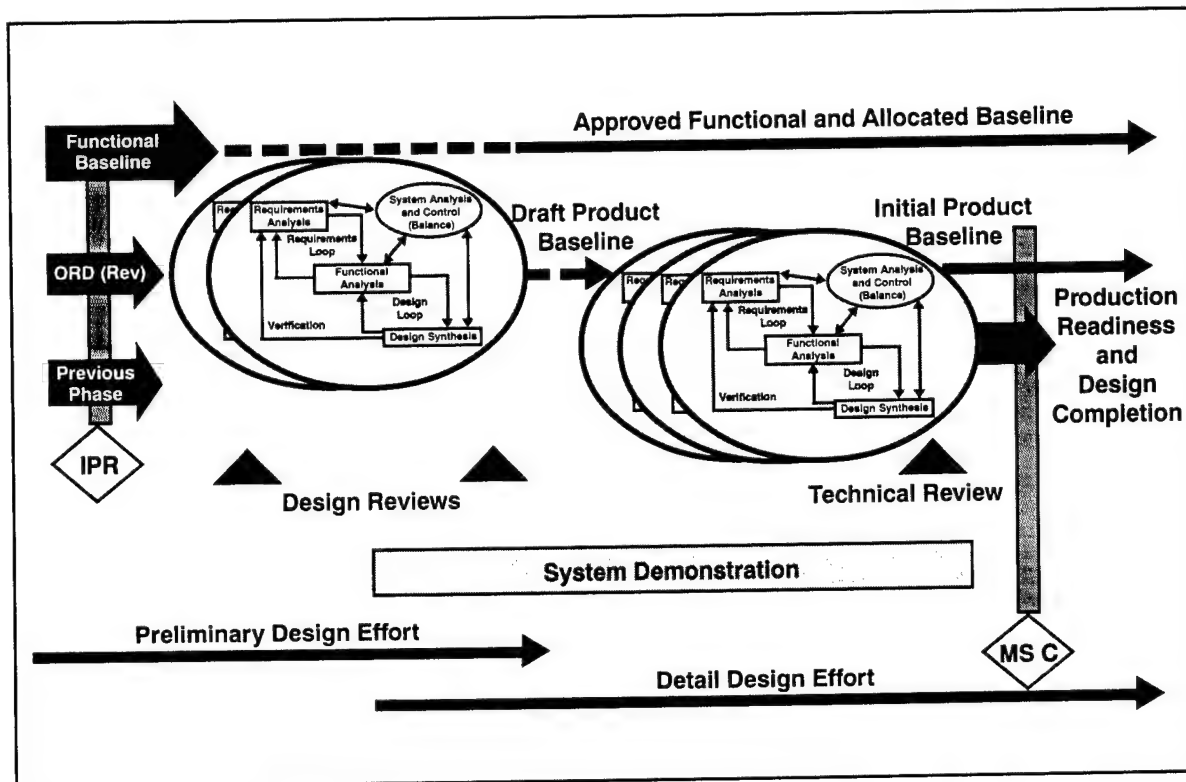 Functional
Baseline
Approved Functional and Allocated Baseline
ORD (Rev)
Previous
Phase
IPR
Requirements
Analysis
System Analysis
and Control
(Balance)
Requirements
Loop
Functional
Analysis
Design
Loop
Verification
Design Synthesis
Draft Product
Baseline
Initial Product
Baseline
Requirements
Analysis
System Analysis
and Control
(Balance)
Requirements
Loop
Functional
Analysis
Design
Loop
Verification
Design Synthesis
Production
Readiness
and
Design
Completion
Design Reviews
Technical Review
System Demonstration
Preliminary Design Effort
MS C
Detail Design Effort